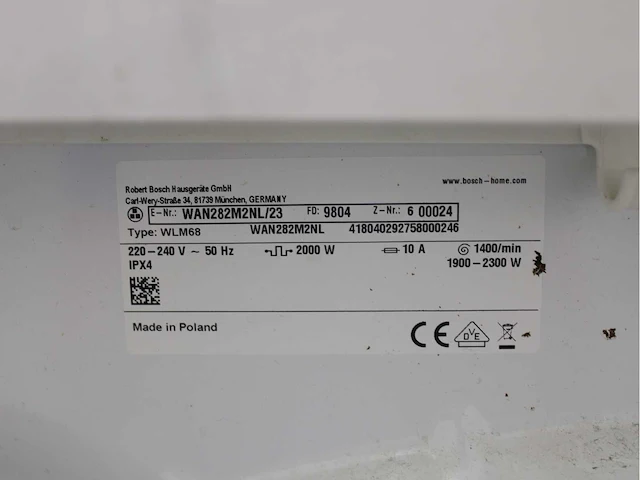 Robert Bosch Hausgeräte GmbH
www.bosch-home.com
Carl-Wery-Straße 34, 81739 München, GERMANY
E-Nr.: WAN282M2NL/23 FD: 9804 Z-Nr.: 6 00024
Type: WLM68 WAN282M2NL 418040292758000246
220-240 V ~ 50 Hz 2000 W 10 A 1400/min
IPX4 1900-2300 W
Made in Poland CE DVE